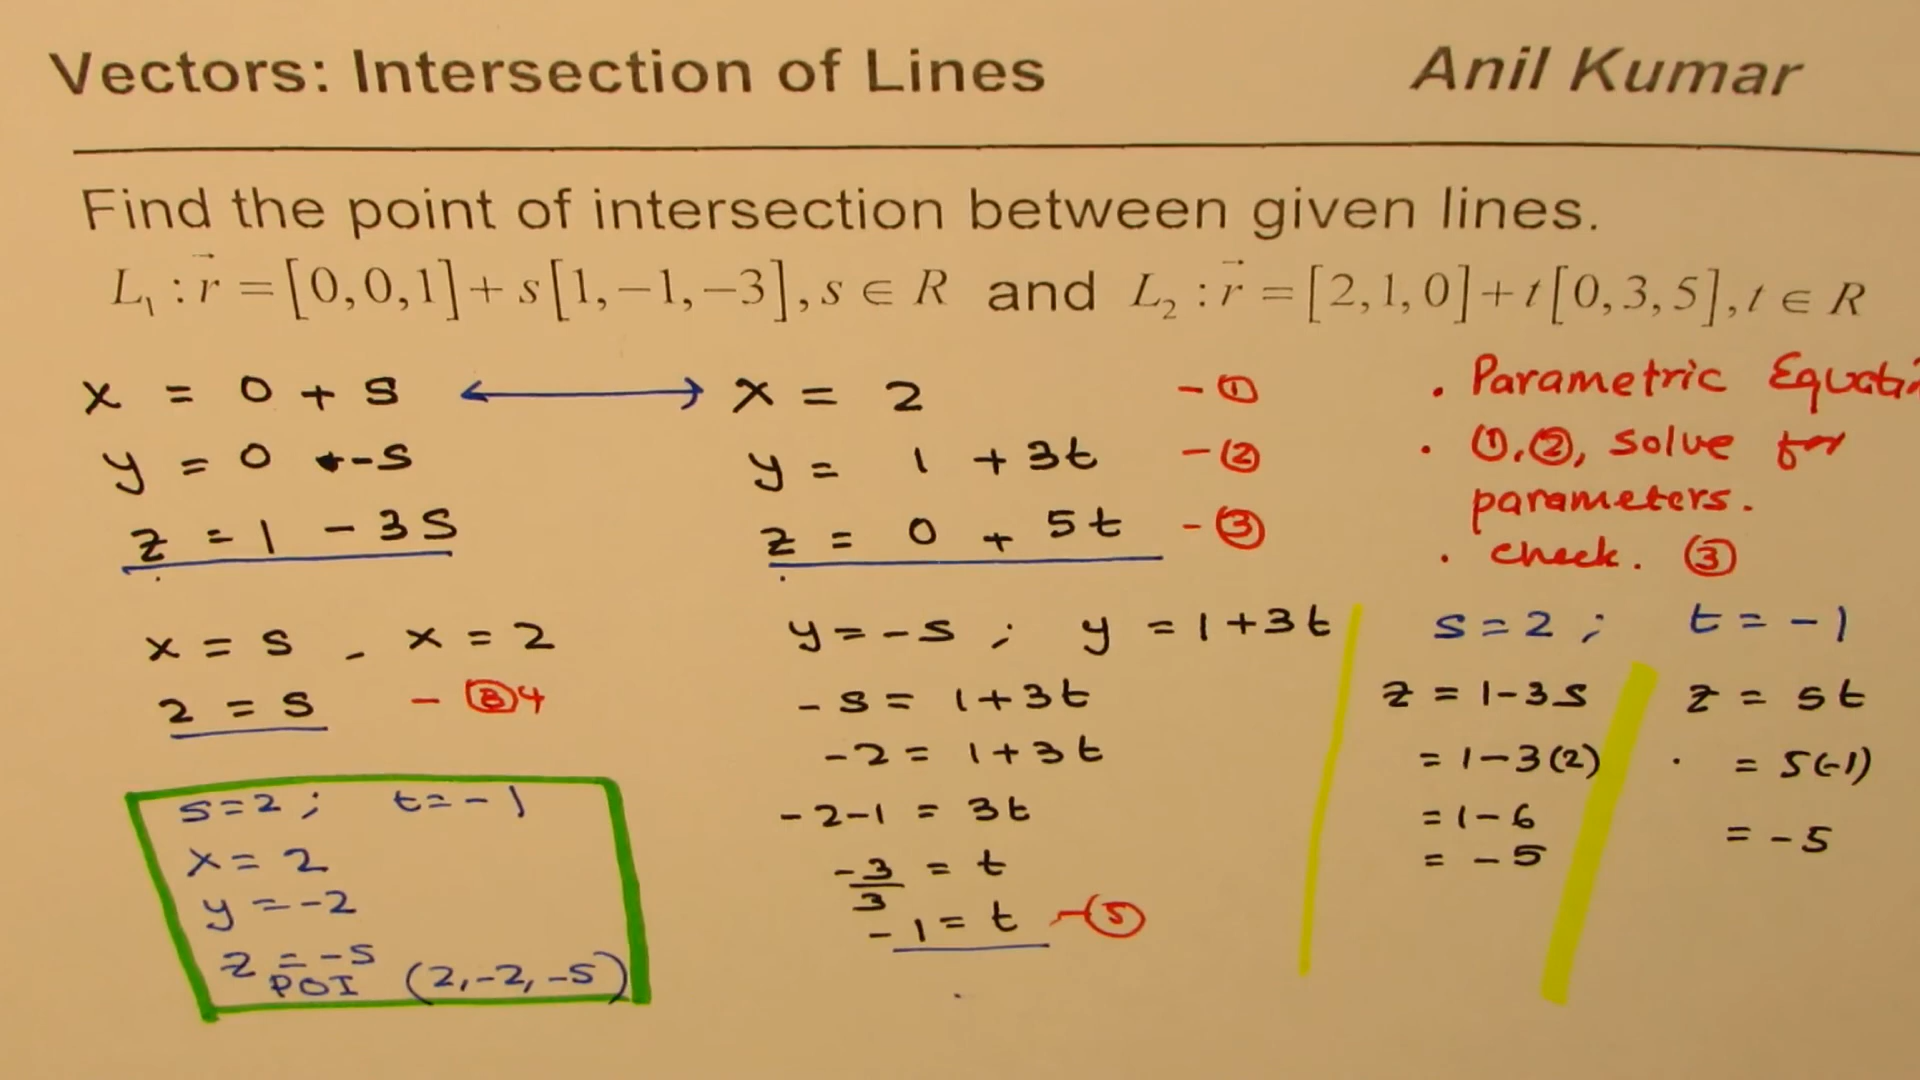 Vectors: Intersection of Lines
Anil Kumar
Find the point of intersection between given lines.
L₁ : r⃗ = [0,0,1] + s[1,−1,−3], s ∈ R and L₂ : r⃗ = [2,1,0] + t[0,3,5], t ∈ R
x = 0 + s ⟷ x = 2 - ①
y = 0 - s
y = 1 + 3t - ②
z = 1 - 3s
z = 0 + 5t - ③
. Parametric
. ①,②, solve for
parameters.
. check. ③
x = s - x = 2
2 = s - 4
y = -s ; y = 1+3t
-s = 1+3t
-2 = 1+3t
-2-1 = 3t
-3/3 = t
-1 = t -⑤
s = 2 ; t = -1
z = 1-3s
= 1-3(2)
= 1-6
= -5
z = 5t
= 5(-1)
= -5
s=2 ; t=-1
x = 2
y = -2
z = -5
POI (2,-2,-5)